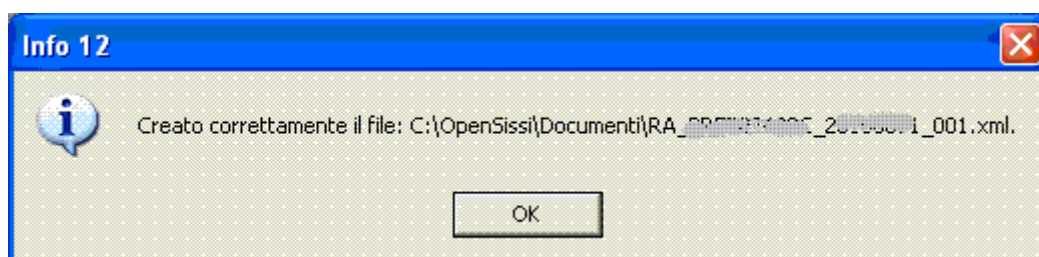 Info 12
Creato correttamente il file: C:\OpenSissi\Documenti\RA_ _001.xml.
OK